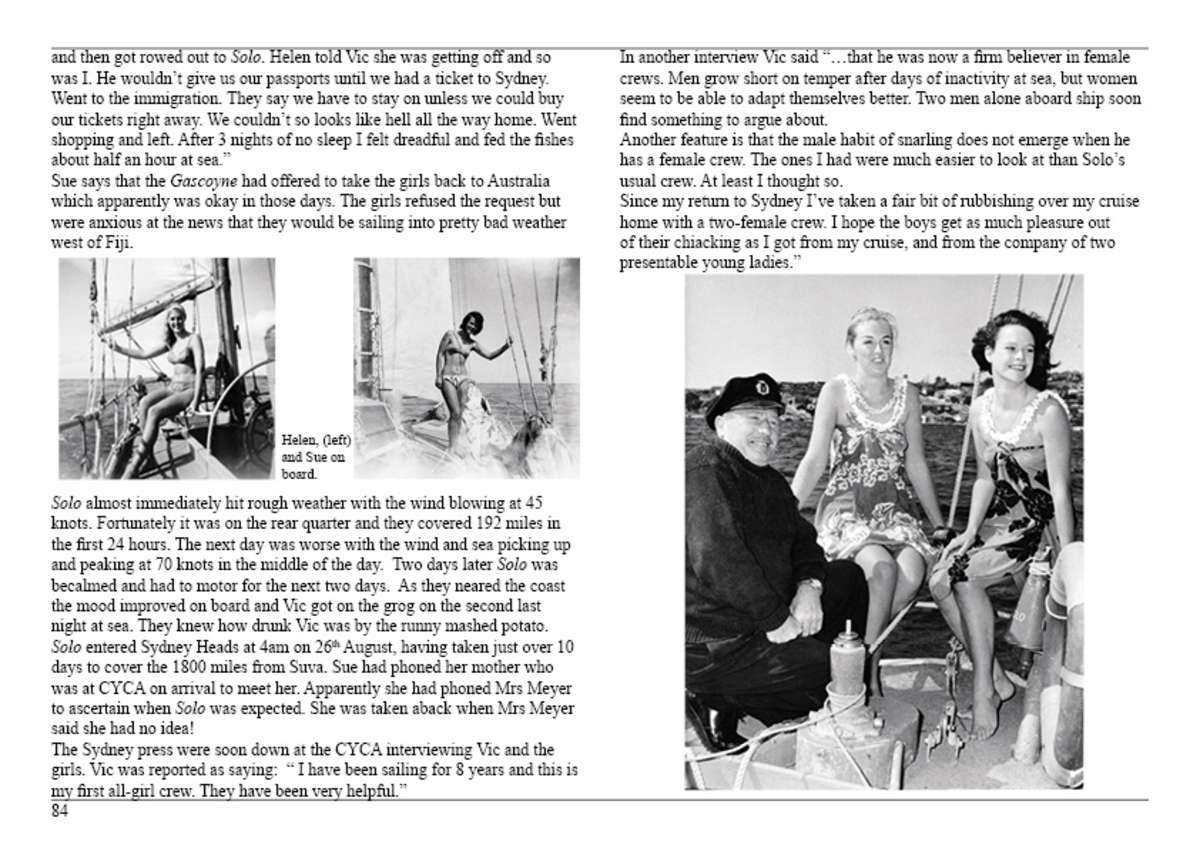 and then got rowed out to Solo. Helen told Vic she was getting off and so
was I. He wouldn’t give us our passports until we had a ticket to Sydney.
Went to the immigration. They say we have to stay on unless we could buy
our tickets right away. We couldn’t so looks like hell all the way home. Went
shopping and left. After 3 nights of no sleep I felt dreadful and fed the fishes
about half an hour at sea.”
Sue says that the Gascoyne had offered to take the girls back to Australia
which apparently was okay in those days. The girls refused the request but
were anxious at the news that they would be sailing into pretty bad weather
west of Fiji.
Helen, (left)
and Sue on
board.
Solo almost immediately hit rough weather with the wind blowing at 45
knots. Fortunately it was on the rear quarter and they covered 192 miles in
the first 24 hours. The next day was worse with the wind and sea picking up
and peaking at 70 knots in the middle of the day.  Two days later Solo was
becalmed and had to motor for the next two days.  As they neared the coast
the mood improved on board and Vic got on the grog on the second last
night at sea. They knew how drunk Vic was by the runny mashed potato.
Solo entered Sydney Heads at 4am on 26th August, having taken just over 10
days to cover the 1800 miles from Suva. Sue had phoned her mother who
was at CYCA on arrival to meet her. Apparently she had phoned Mrs Meyer
to ascertain when Solo was expected. She was taken aback when Mrs Meyer
said she had no idea!
The Sydney press were soon down at the CYCA interviewing Vic and the
girls. Vic was reported as saying:  “ I have been sailing for 8 years and this is
my first all-girl crew. They have been very helpful.”
84
In another interview Vic said “…that he was now a firm believer in female
crews. Men grow short on temper after days of inactivity at sea, but women
seem to be able to adapt themselves better. Two men alone aboard ship soon
find something to argue about.
Another feature is that the male habit of snarling does not emerge when he
has a female crew. The ones I had were much easier to look at than Solo’s
usual crew. At least I thought so.
Since my return to Sydney I’ve taken a fair bit of rubbishing over my cruise
home with a two-female crew. I hope the boys get as much pleasure out
of their chiacking as I got from my cruise, and from the company of two
presentable young ladies.”